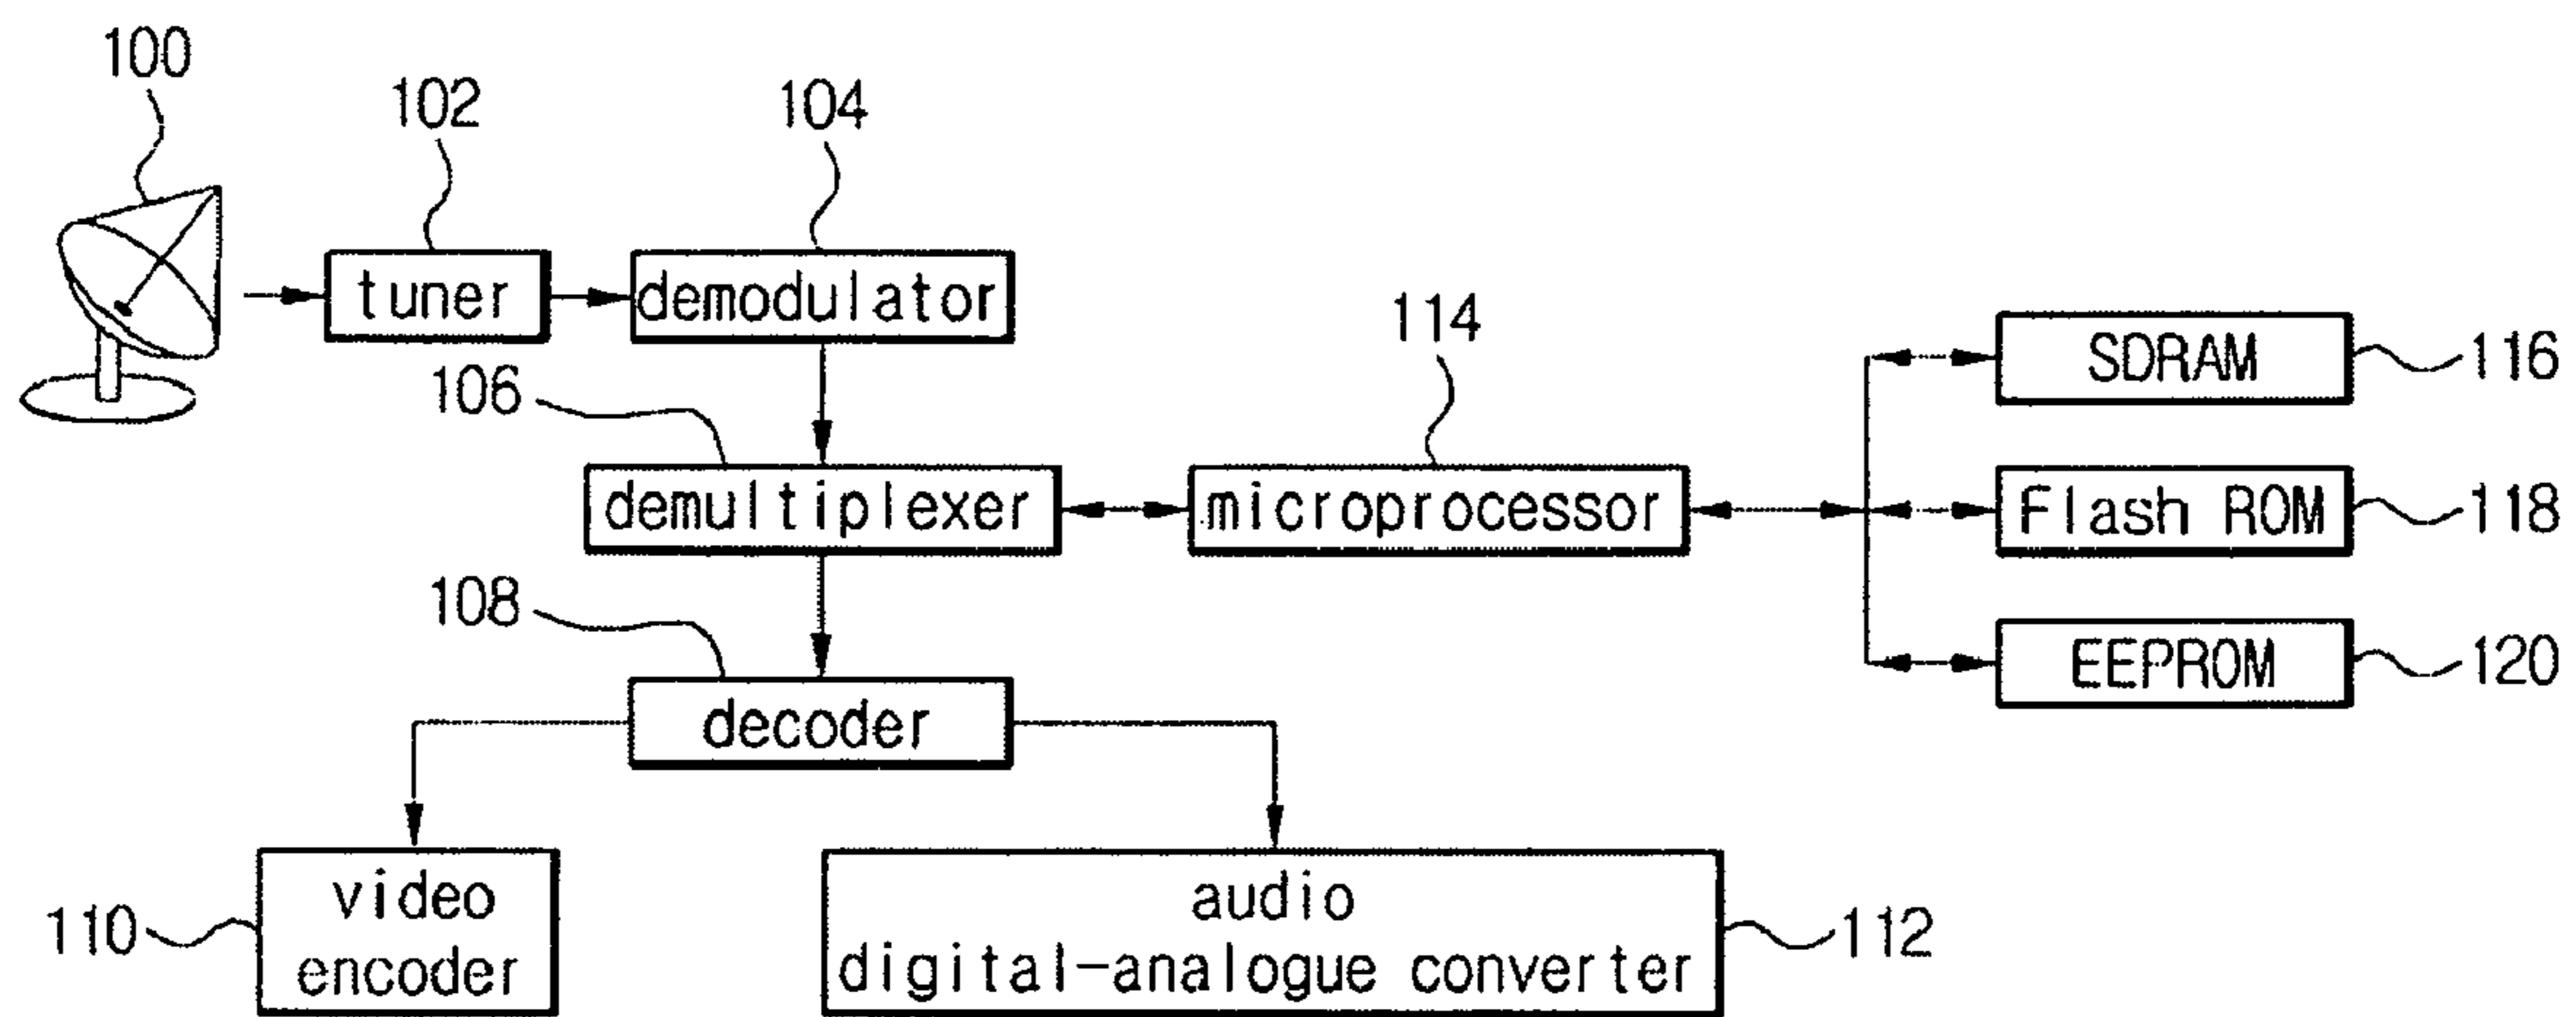 100
102
104
tuner
demodulator
114
106
SDRAM
116
demultiplexer
microprocessor
Flash ROM
118
108
decoder
EEPROM
120
110
video
encoder
audio
digital-analogue converter
112